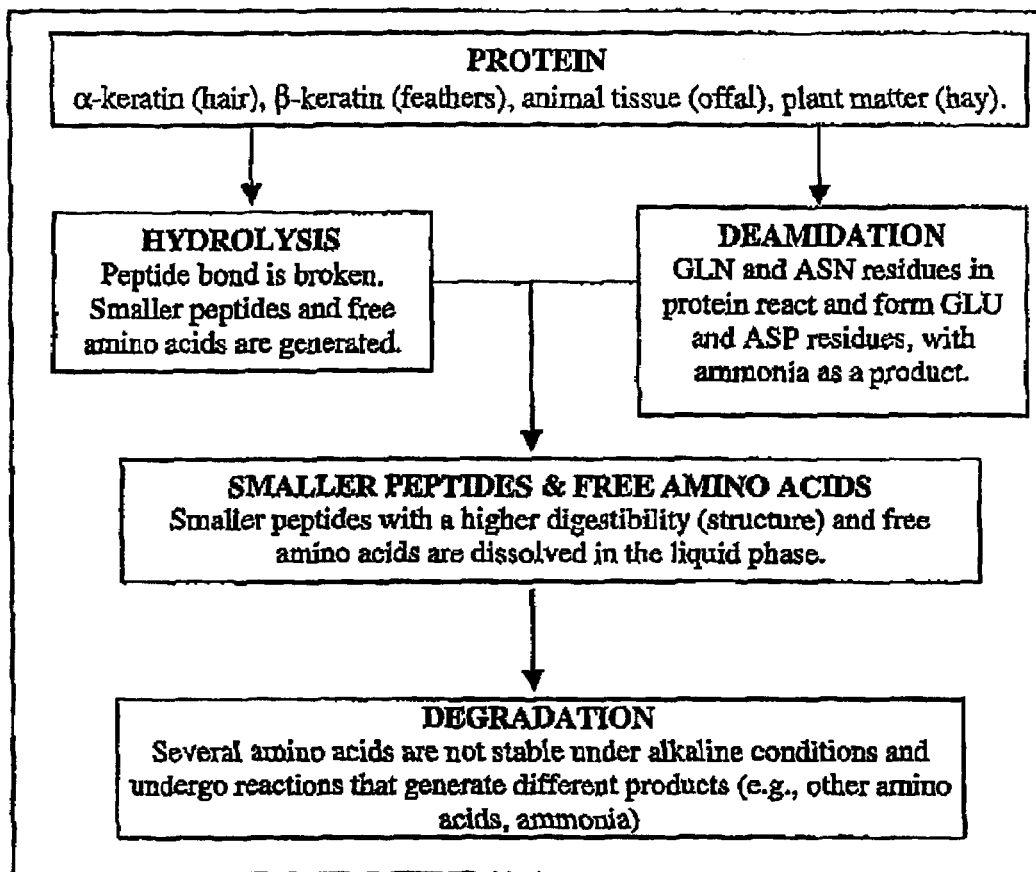 PROTEIN
α-keratin (hair), β-keratin (feathers), animal tissue (offal), plant matter (hay).
HYDROLYSIS
Peptide bond is broken.
Smaller peptides and free
amino acids are generated.
DEAMIDATION
GLN and ASN residues in
protein react and form GLU
and ASP residues, with
ammonia as a product.
SMALLER PEPTIDES & FREE AMINO ACIDS
Smaller peptides with a higher digestibility (structure) and free
amino acids are dissolved in the liquid phase.
DEGRADATION
Several amino acids are not stable under alkaline conditions and
undergo reactions that generate different products (e.g., other amino
acids, ammonia)